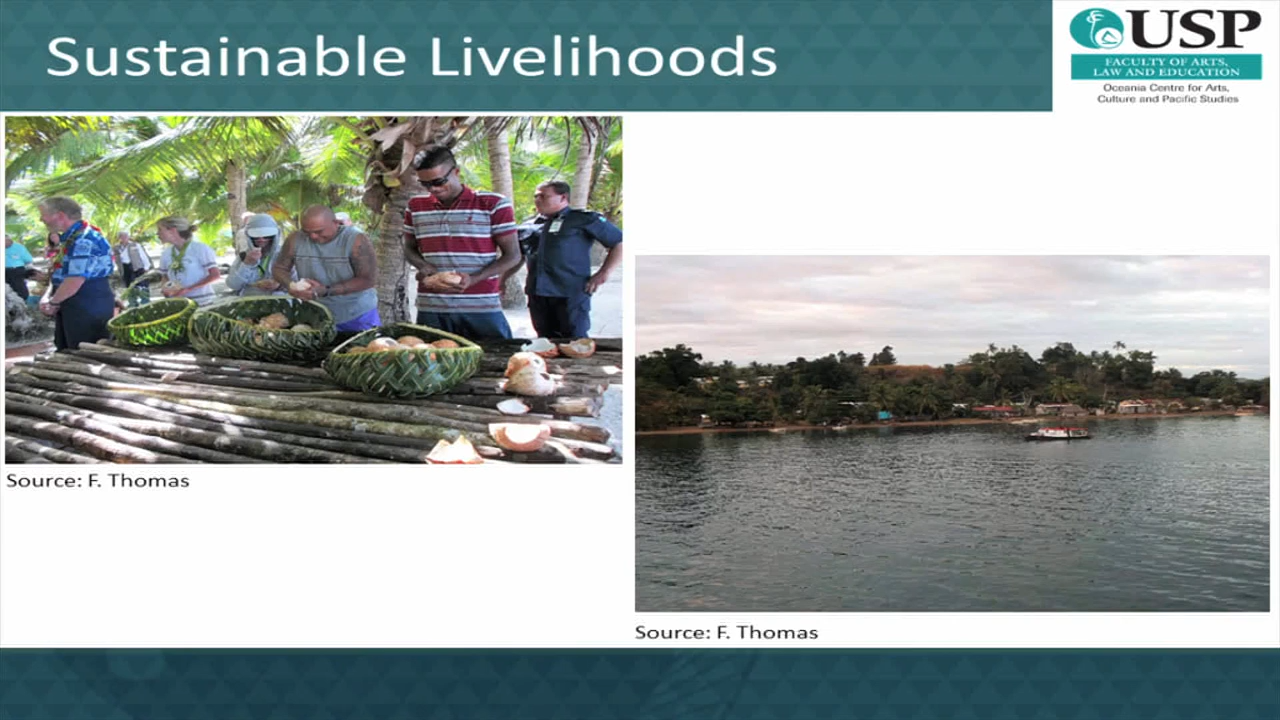 Sustainable Livelihoods
USP
FACULTY OF ARTS,
LAW AND EDUCATION
Oceania Centre for Arts,
Culture and Pacific Studies
Source: F. Thomas
Source: F. Thomas